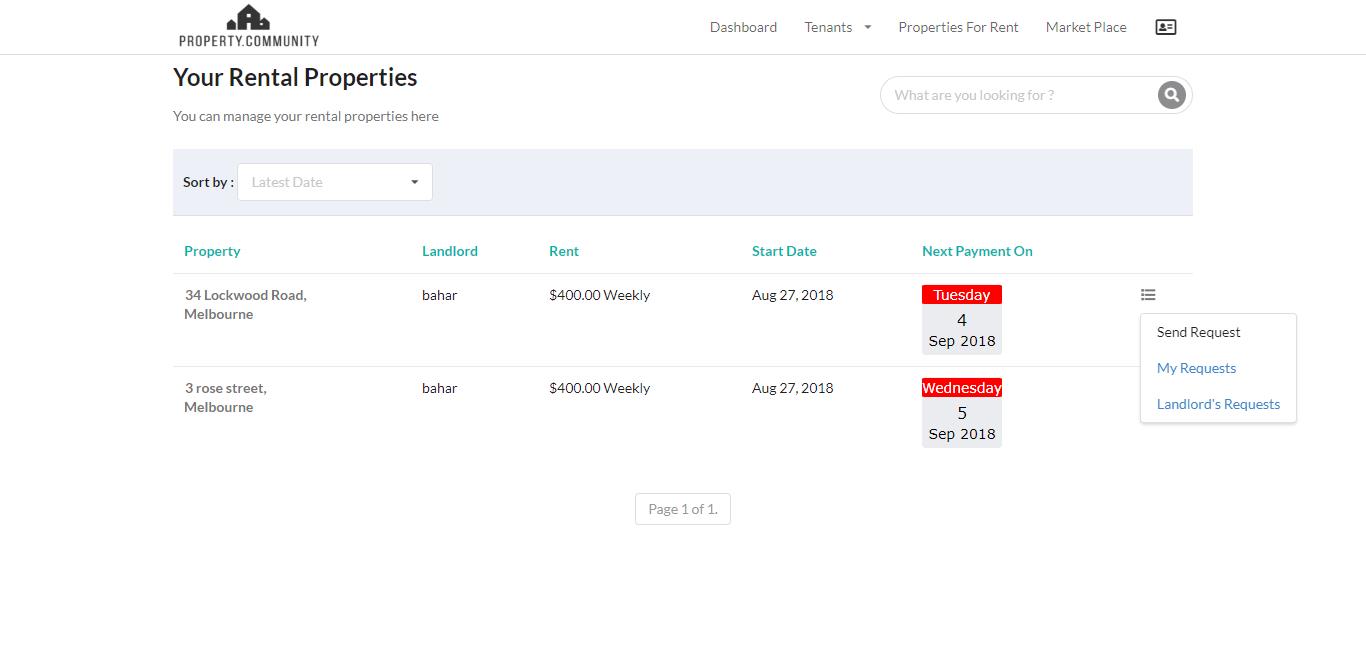 PROPERTY.COMMUNITY
Dashboard Tenants Properties For Rent Market Place
Your Rental Properties
What are you looking for ?
You can manage your rental properties here
Sort by : Latest Date
Property Landlord Rent Start Date Next Payment On
34 Lockwood Road, bahar $400.00 Weekly Aug 27, 2018 Tuesday
Melbourne
4
Sep 2018
Send Request
My Requests
Landlord's Requests
3 rose street, bahar $400.00 Weekly Aug 27, 2018 Wednesday
Melbourne
5
Sep 2018
Page 1 of 1.